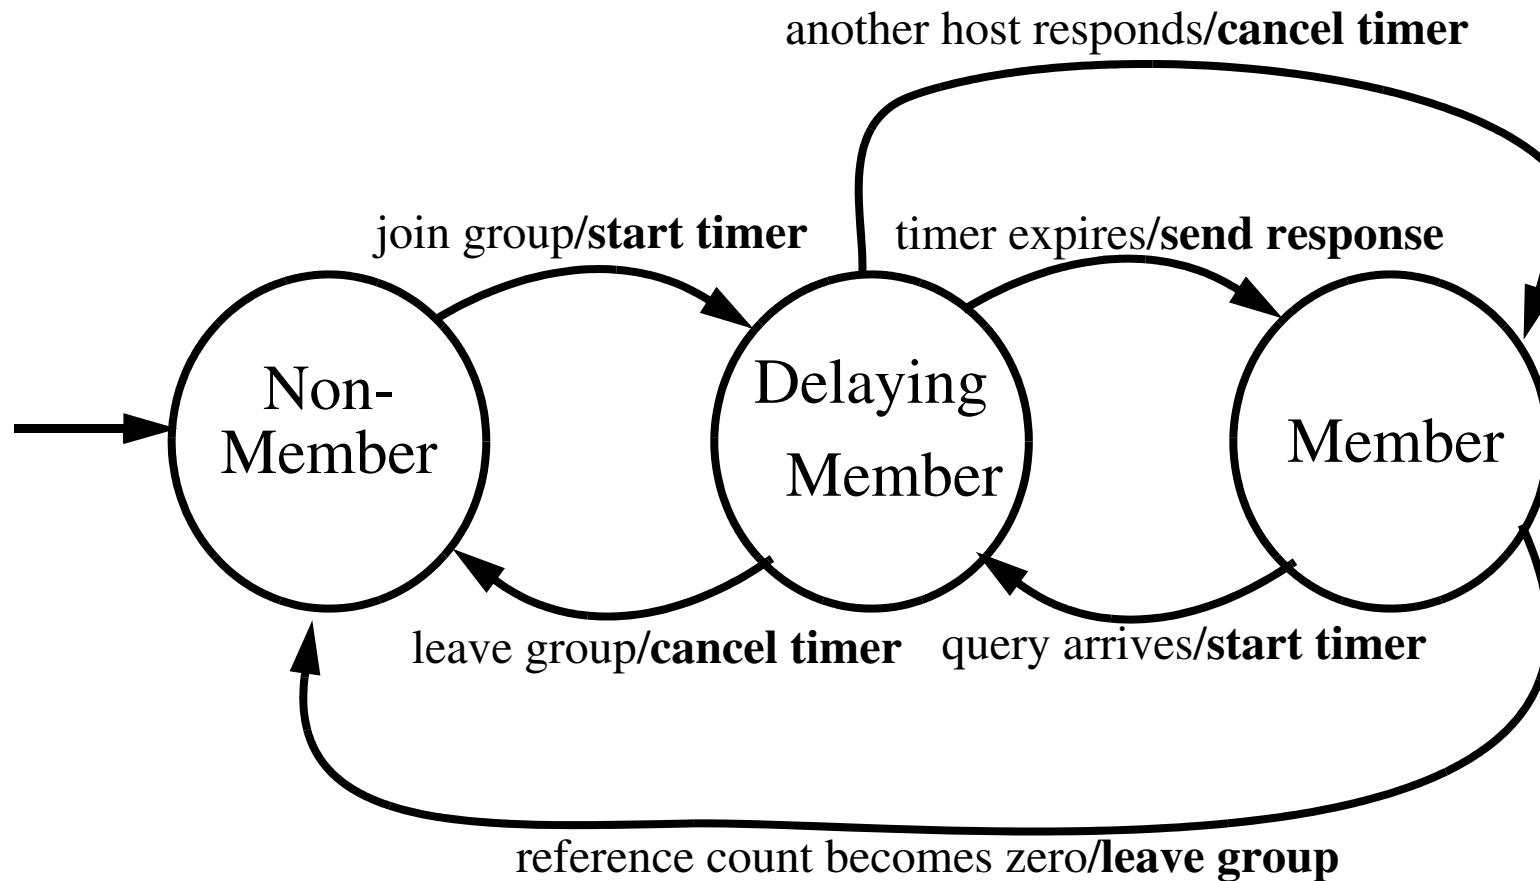 another host responds/cancel timer
join group/start timer
timer expires/send response
Non-
Member
Delaying
Member
Member
leave group/cancel timer
query arrives/start timer
reference count becomes zero/leave group